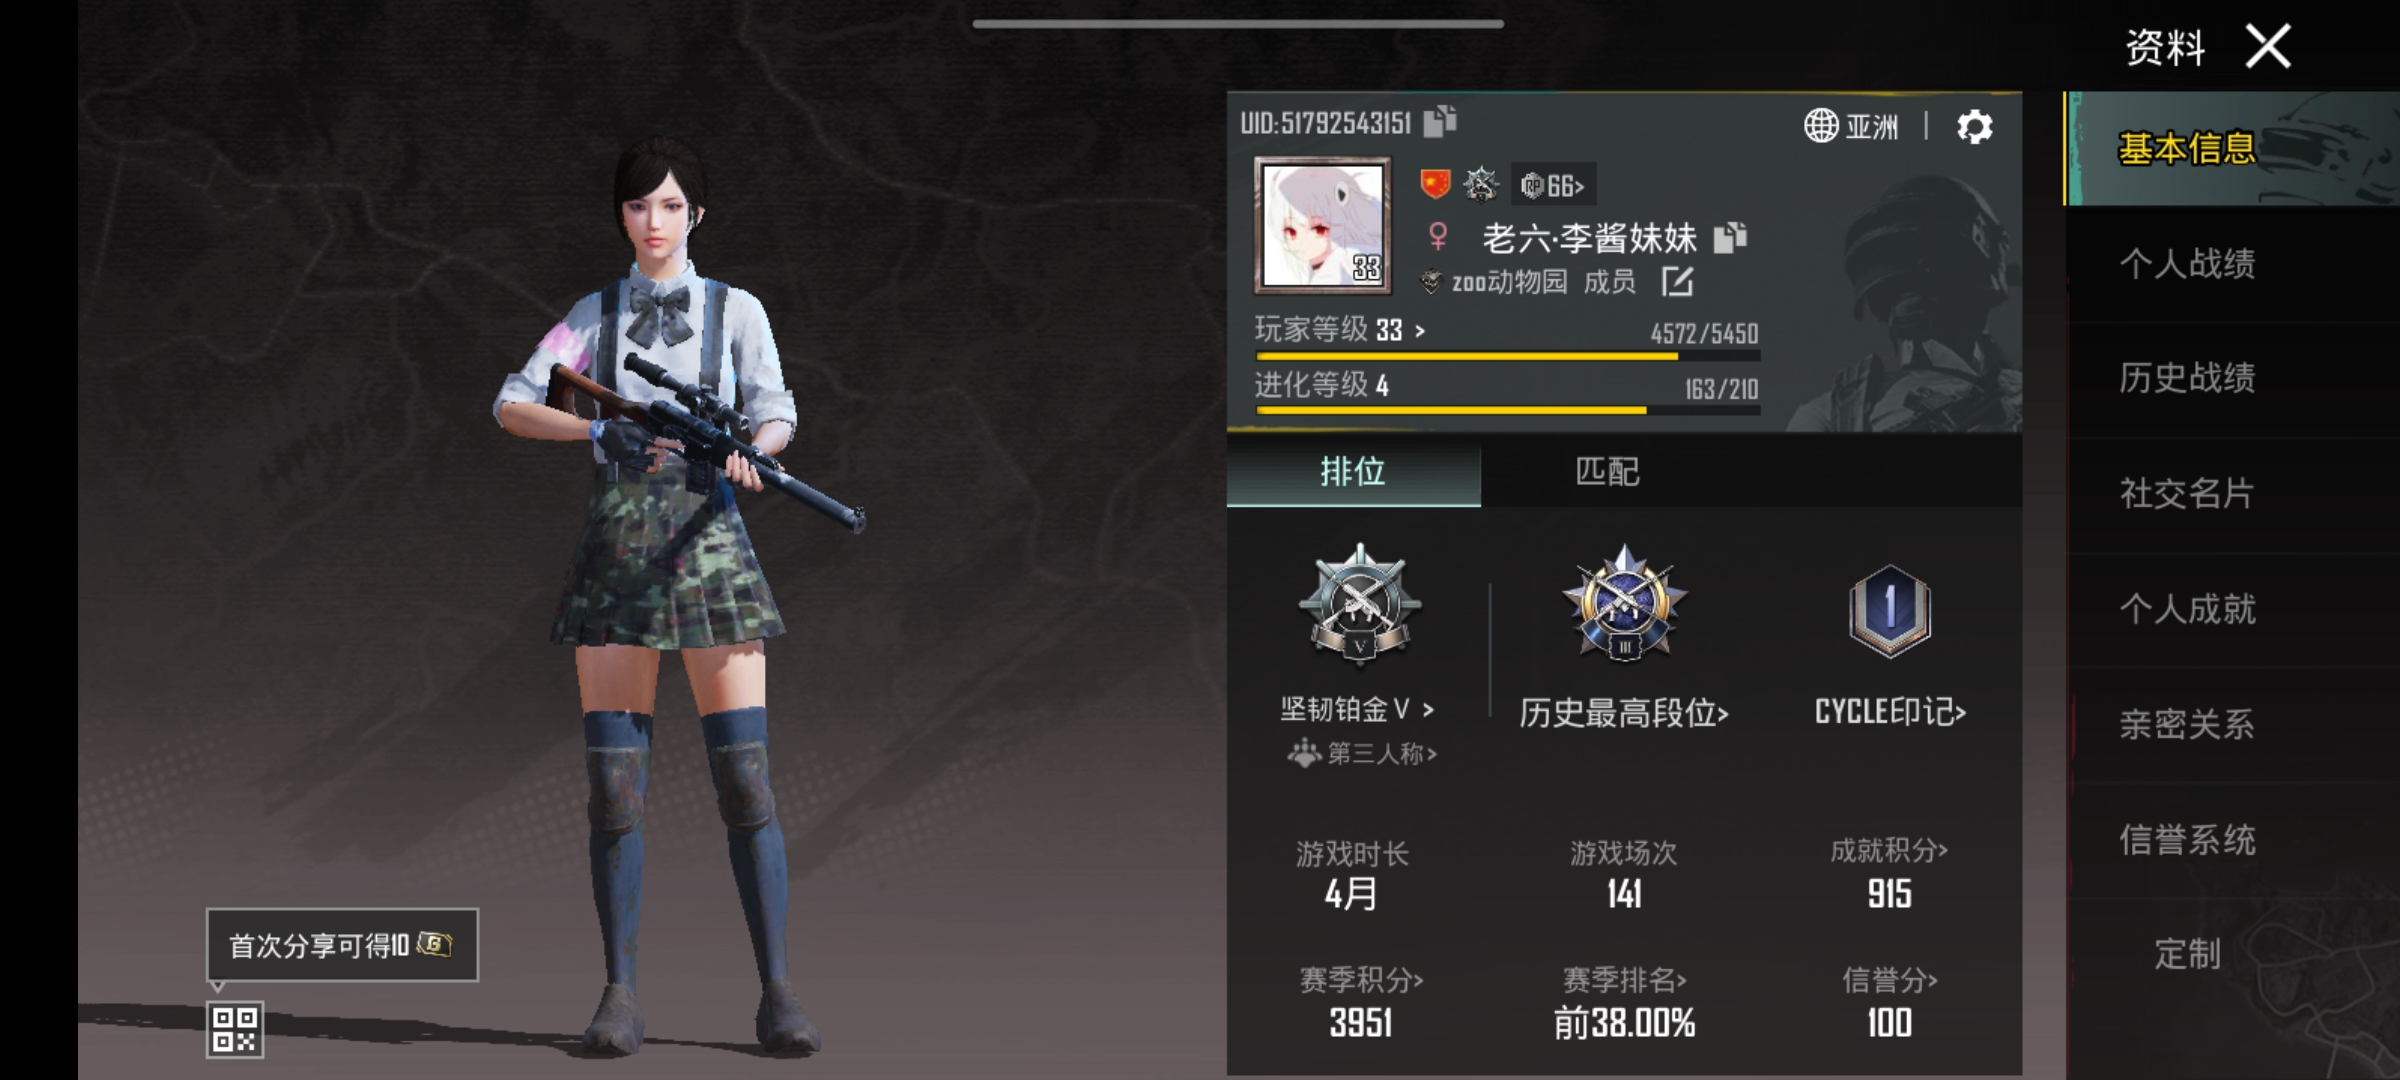 资料
UID:51792543151
亚洲
RP 66>
33
老六·李酱妹妹
zoo动物园 成员
玩家等级 33 >
4572/5450
进化等级 4
163/210
排位
匹配
V
III
1
坚韧铂金 V >
历史最高段位>
CYCLE印记>
第三人称>
游戏时长
游戏场次
成就积分>
4月
141
915
赛季积分>
赛季排名>
信誉分>
3951
前38.00%
100
基本信息
个人战绩
历史战绩
社交名片
个人成就
亲密关系
信誉系统
定制
首次分享可得10 G